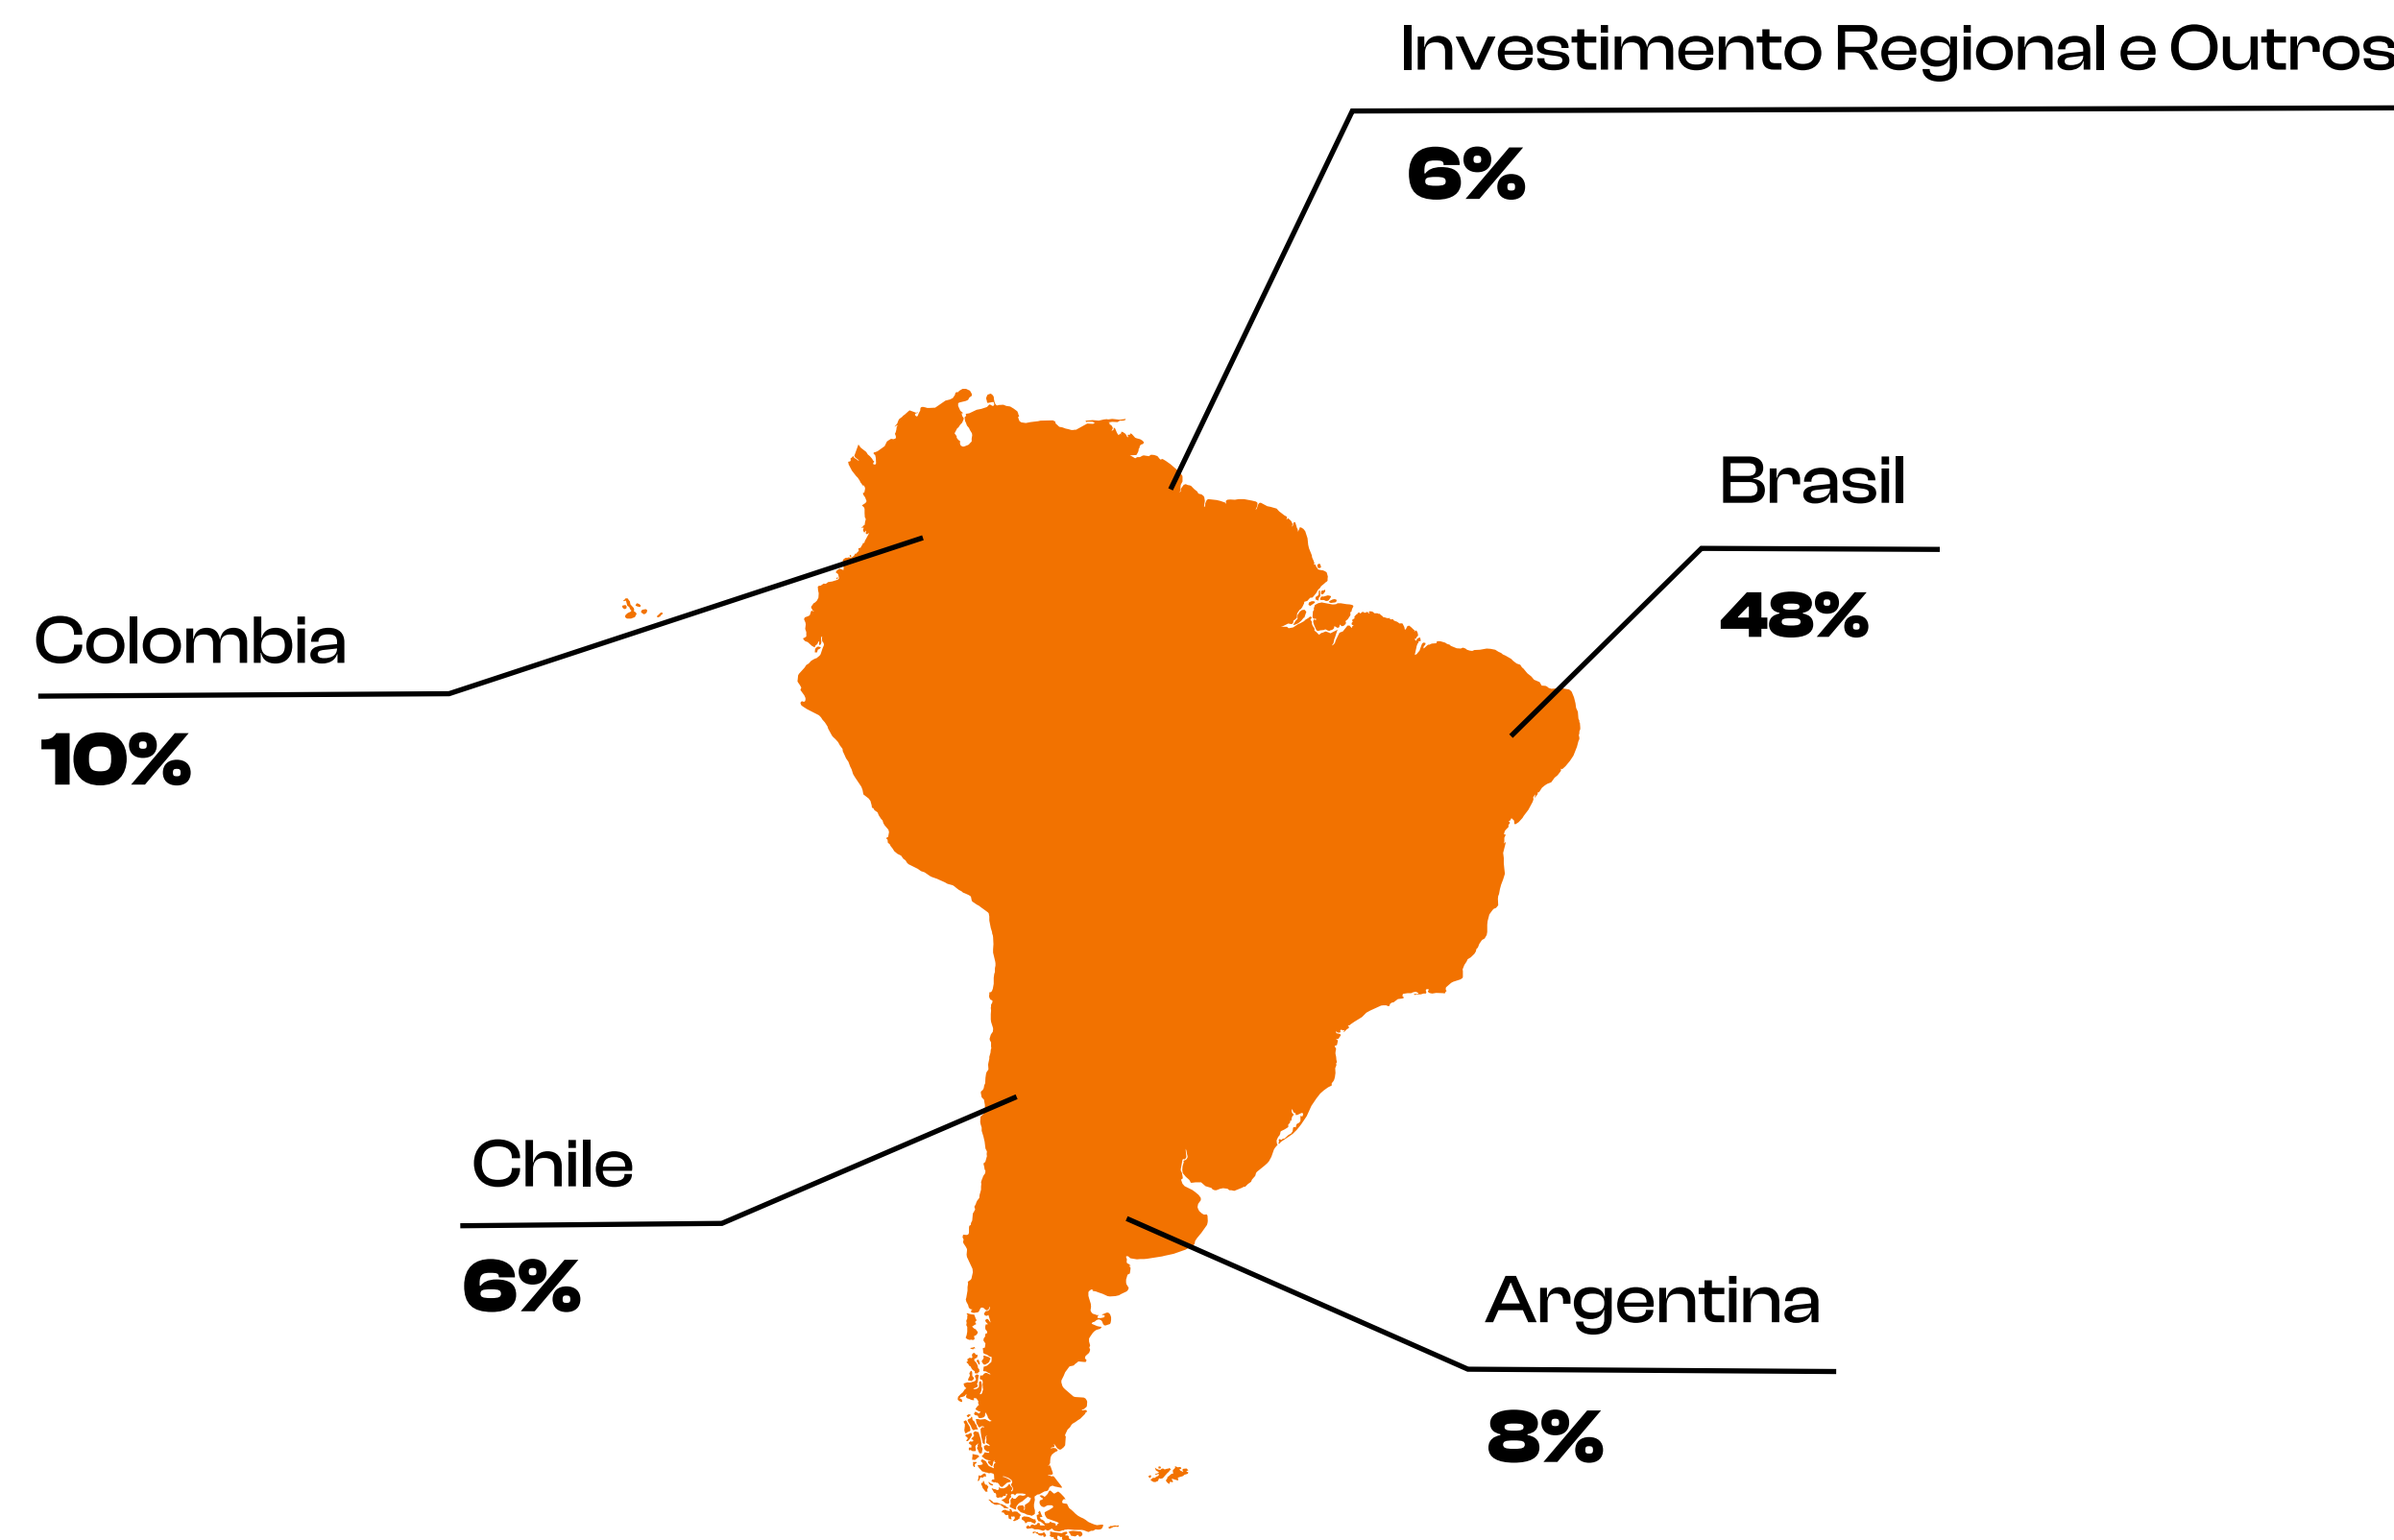 Investimento Regional e Outros
6%
Brasil
48%
Colombia
10%
Chile
6%
Argentina
8%